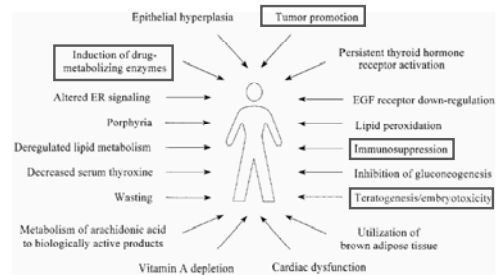 Epithelial hyperplasia
Tumor promotion
Induction of drug-
metabolizing enzymes
Persistent thyroid hormone
receptor activation
Altered ER signaling
EGF receptor down-regulation
Porphyria
Lipid peroxidation
Deregulated lipid metabolism
Immunosuppression
Decreased serum thyroxine
Inhibition of gluconeogenesis
Wasting
Teratogenesis/embryotoxicity
Metabolism of arachidonic acid
to biologically active products
Utilization of
brown adipose tissue
Vitamin A depletion
Cardiac dysfunction